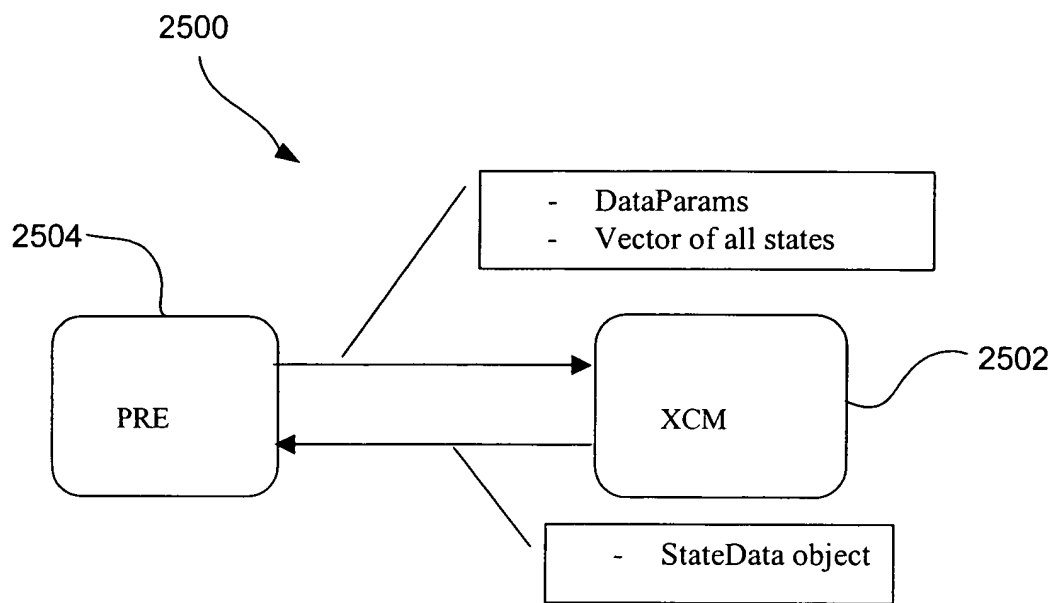 2500
- DataParams
- Vector of all states
2504
2502
PRE
XCM
- StateData object